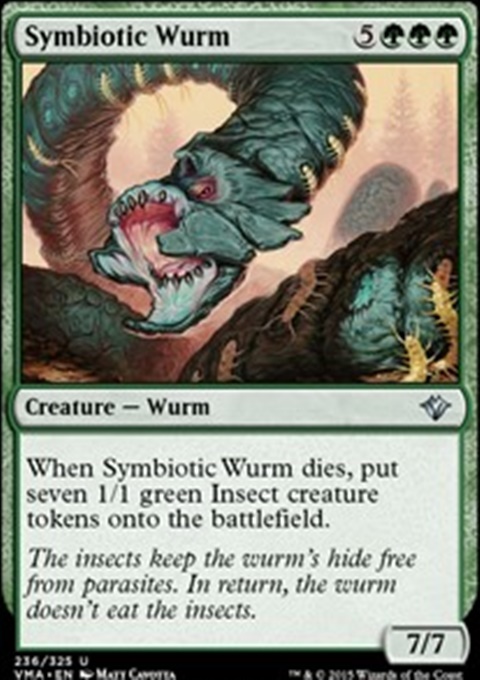 Symbiotic Wurm 5
Creature — Wurm
When Symbiotic Wurm dies, put
seven 1/1 green Insect creature
tokens onto the battlefield.
The insects keep the wurm's hide free
from parasites. In return, the wurm
doesn't eat the insects.
7/7
236/325 U
VMA • EN Matt Cavotta ™ & © 2015 Wizards of the Coast